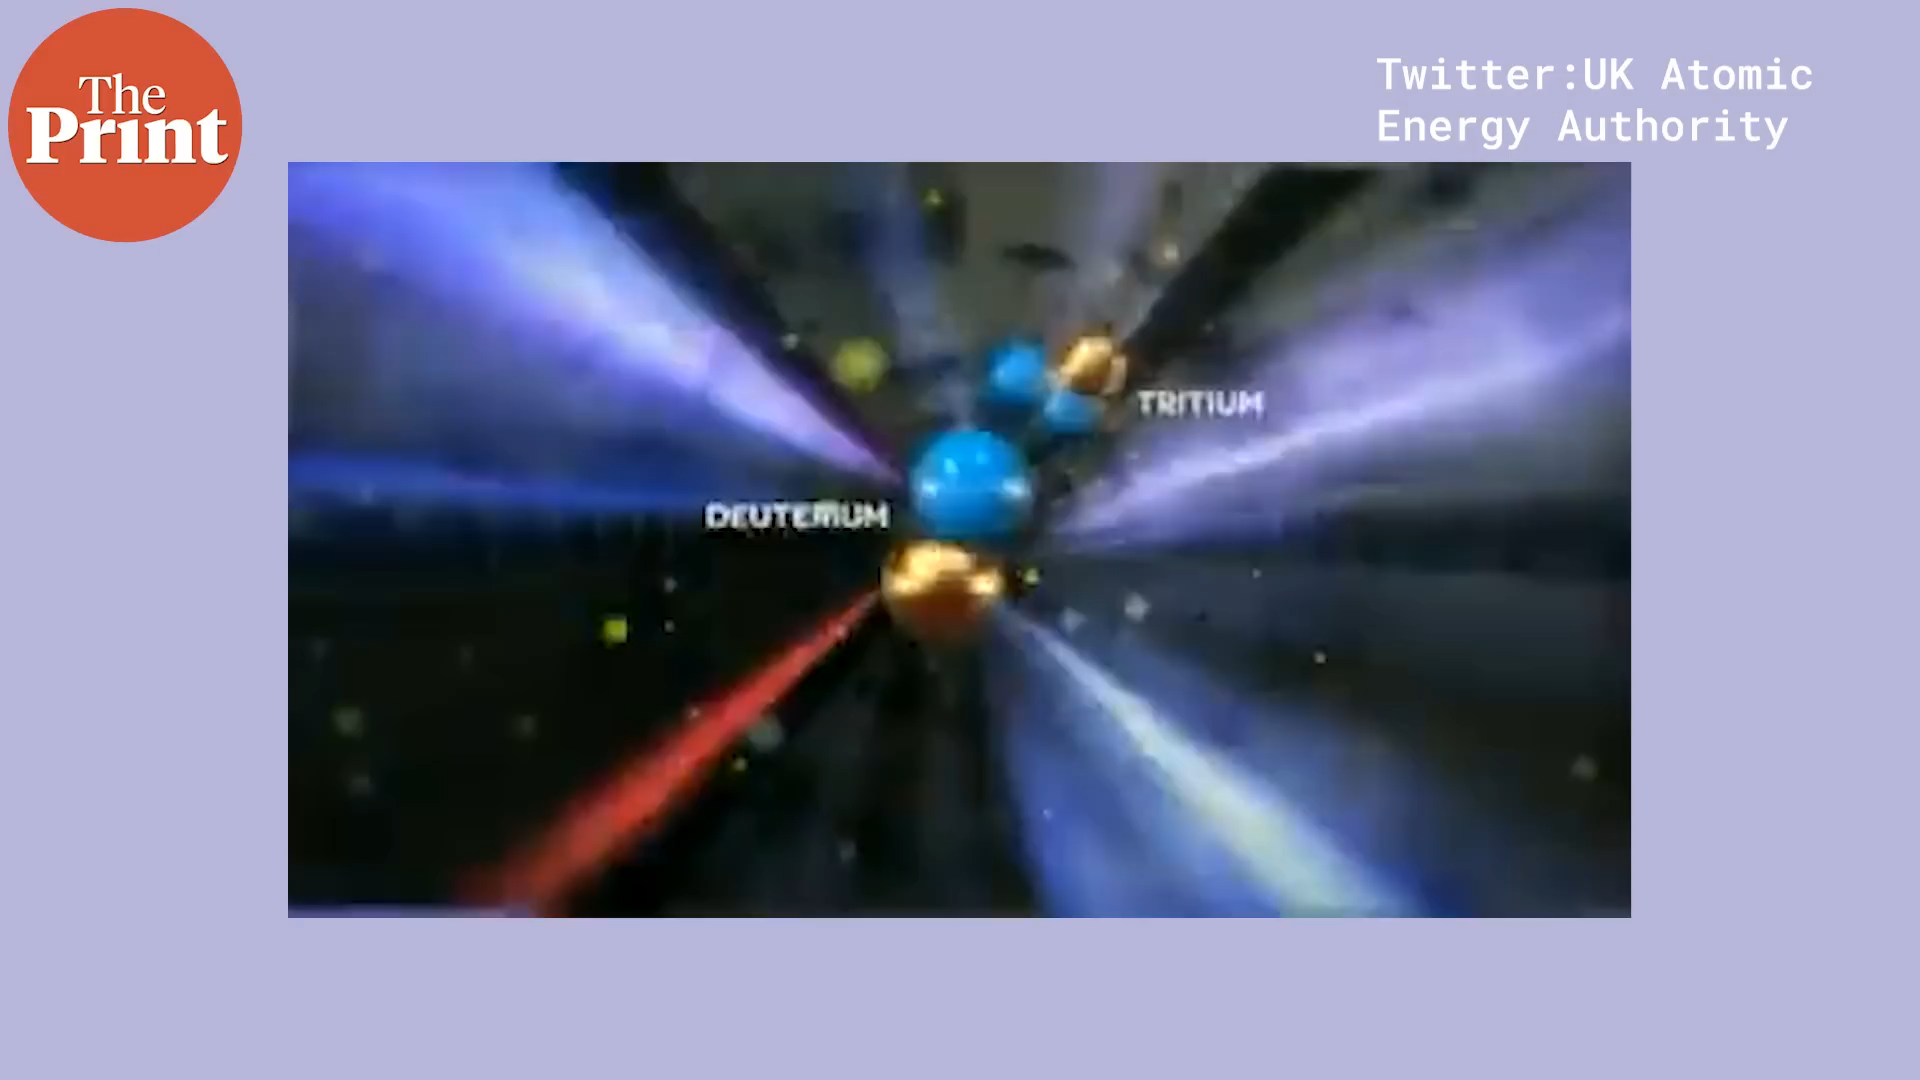 The
Print
Twitter:UK Atomic
Energy Authority
TRITIUM
DEUTERIUM